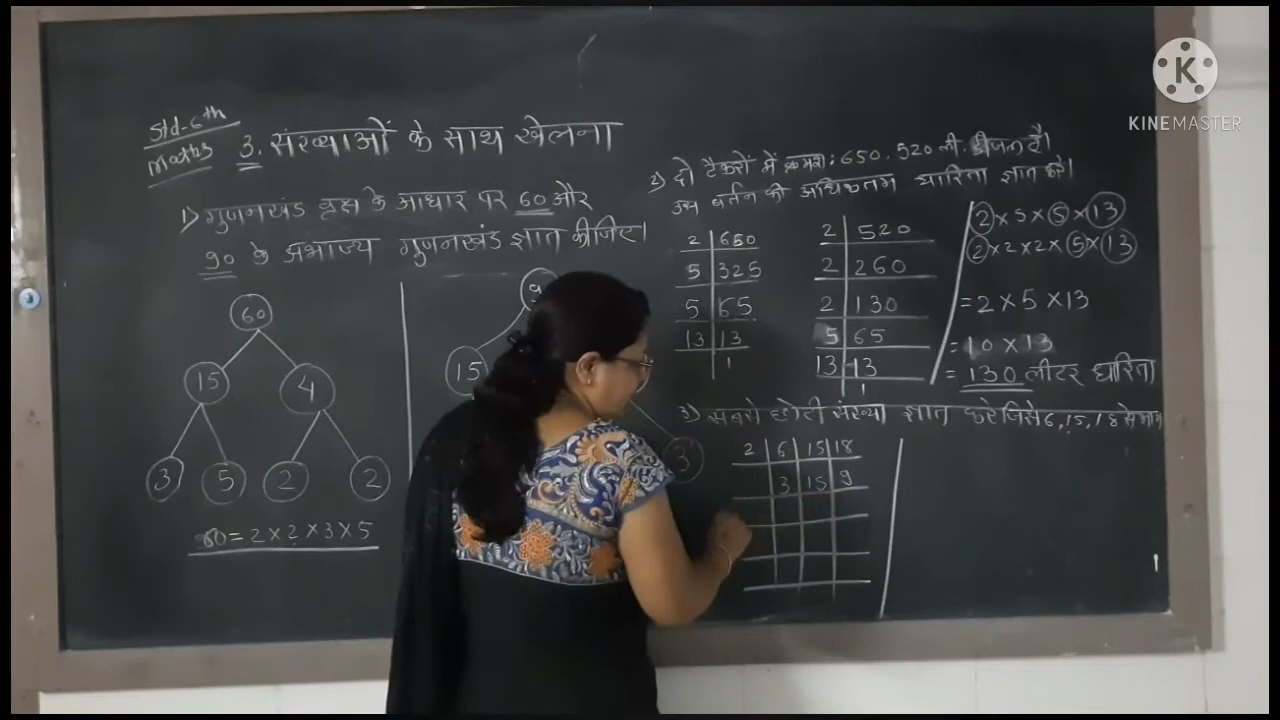 Std-6th
Maths
3. संख्याओं के साथ खेलना
1) गुणनखंड वृक्ष के आधार पर 60 और
90 के अभाज्य गुणनखंड ज्ञात कीजिए।
60
15 4
3 5 2 2
60 = 2 × 2 × 3 × 5
9
15
3
2) दो टैकरों में क्रमश: 650, 520 ली. डीजल है।
उस बर्तन की अधिकतम धारिता ज्ञात करे।
2 650
5 325
5 65
13 13
1
2 520
2 260
2 130
5 65
13 13
1
2 × 5 × 5 × 13
2 × 2 × 2 × 5 × 13
= 2 × 5 × 13
= 10 × 13
= 130 लीटर धारिता
3) सबसे छोटी संख्या ज्ञात करे जिसे 6, 15, 18 से भाग
2 6 15 18
3 15 9
K
KINEMASTER